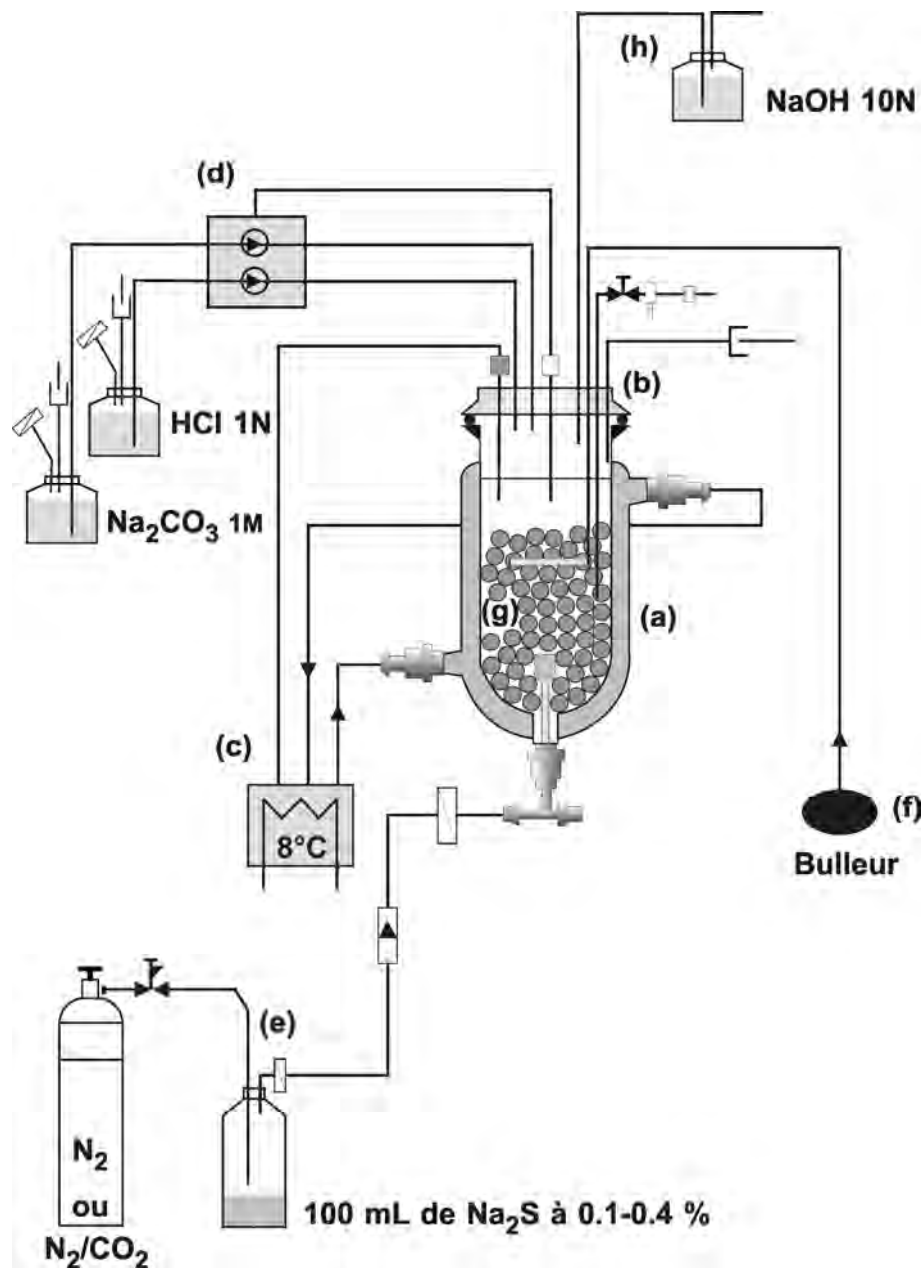 (h)
NaOH 10N
(d)
(b)
HCl 1N
Na₂CO₃ 1M
(g)
(a)
(c)
8°C
(f)
Bulleur
(e)
N₂
ou
N₂/CO₂
100 mL de Na₂S à 0.1-0.4 %